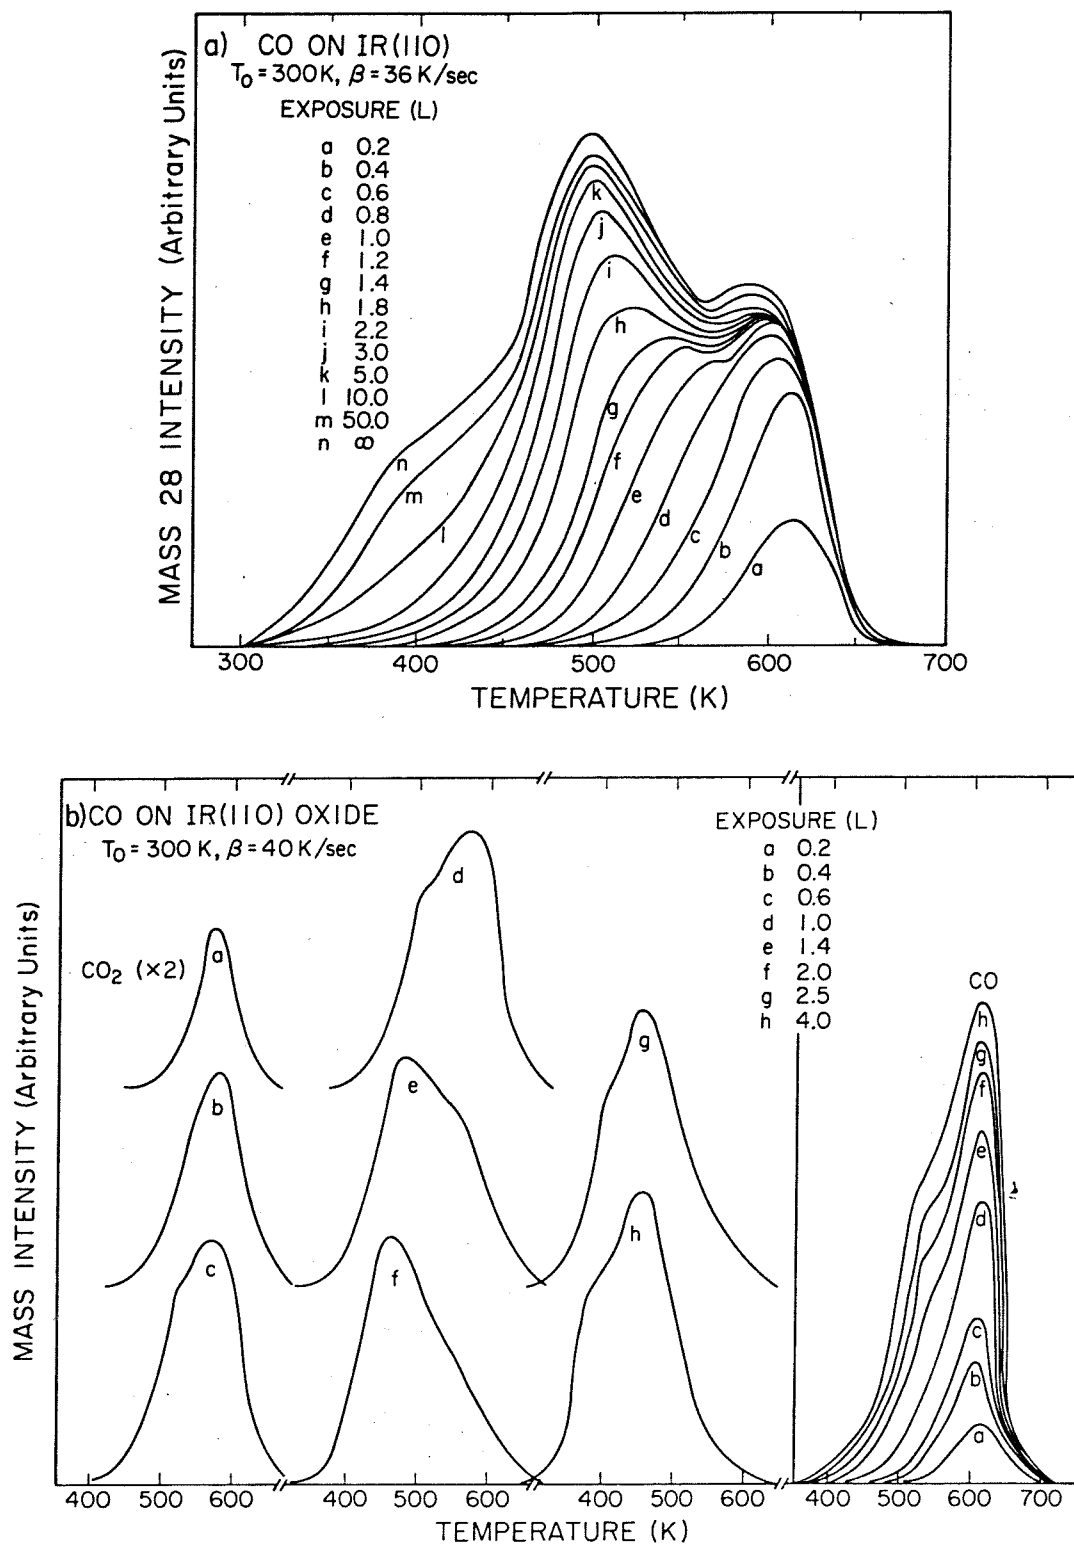 a) CO ON IR(110)
T₀ = 300 K, β = 36 K/sec
EXPOSURE (L)
a 0.2
b 0.4
c 0.6
d 0.8
e 1.0
f 1.2
g 1.4
h 1.8
i 2.2
j 3.0
k 5.0
l 10.0
m 50.0
n ∞
MASS 28 INTENSITY (Arbitrary Units)
k
j
i
h
g
f
e
d
c
b
a
n
m
l
300 400 500 600 700
TEMPERATURE (K)
b) CO ON IR(110) OXIDE
T₀ = 300 K, β = 40 K/sec
EXPOSURE (L)
a 0.2
b 0.4
c 0.6
d 1.0
e 1.4
f 2.0
g 2.5
h 4.0
CO₂ (×2)
MASS INTENSITY (Arbitrary Units)
a
b
c
d
e
f
g
h
CO
h
g
f
e
d
c
b
a
400 500 600 400 500 600 400 500 600 400 500 600 700
TEMPERATURE (K)